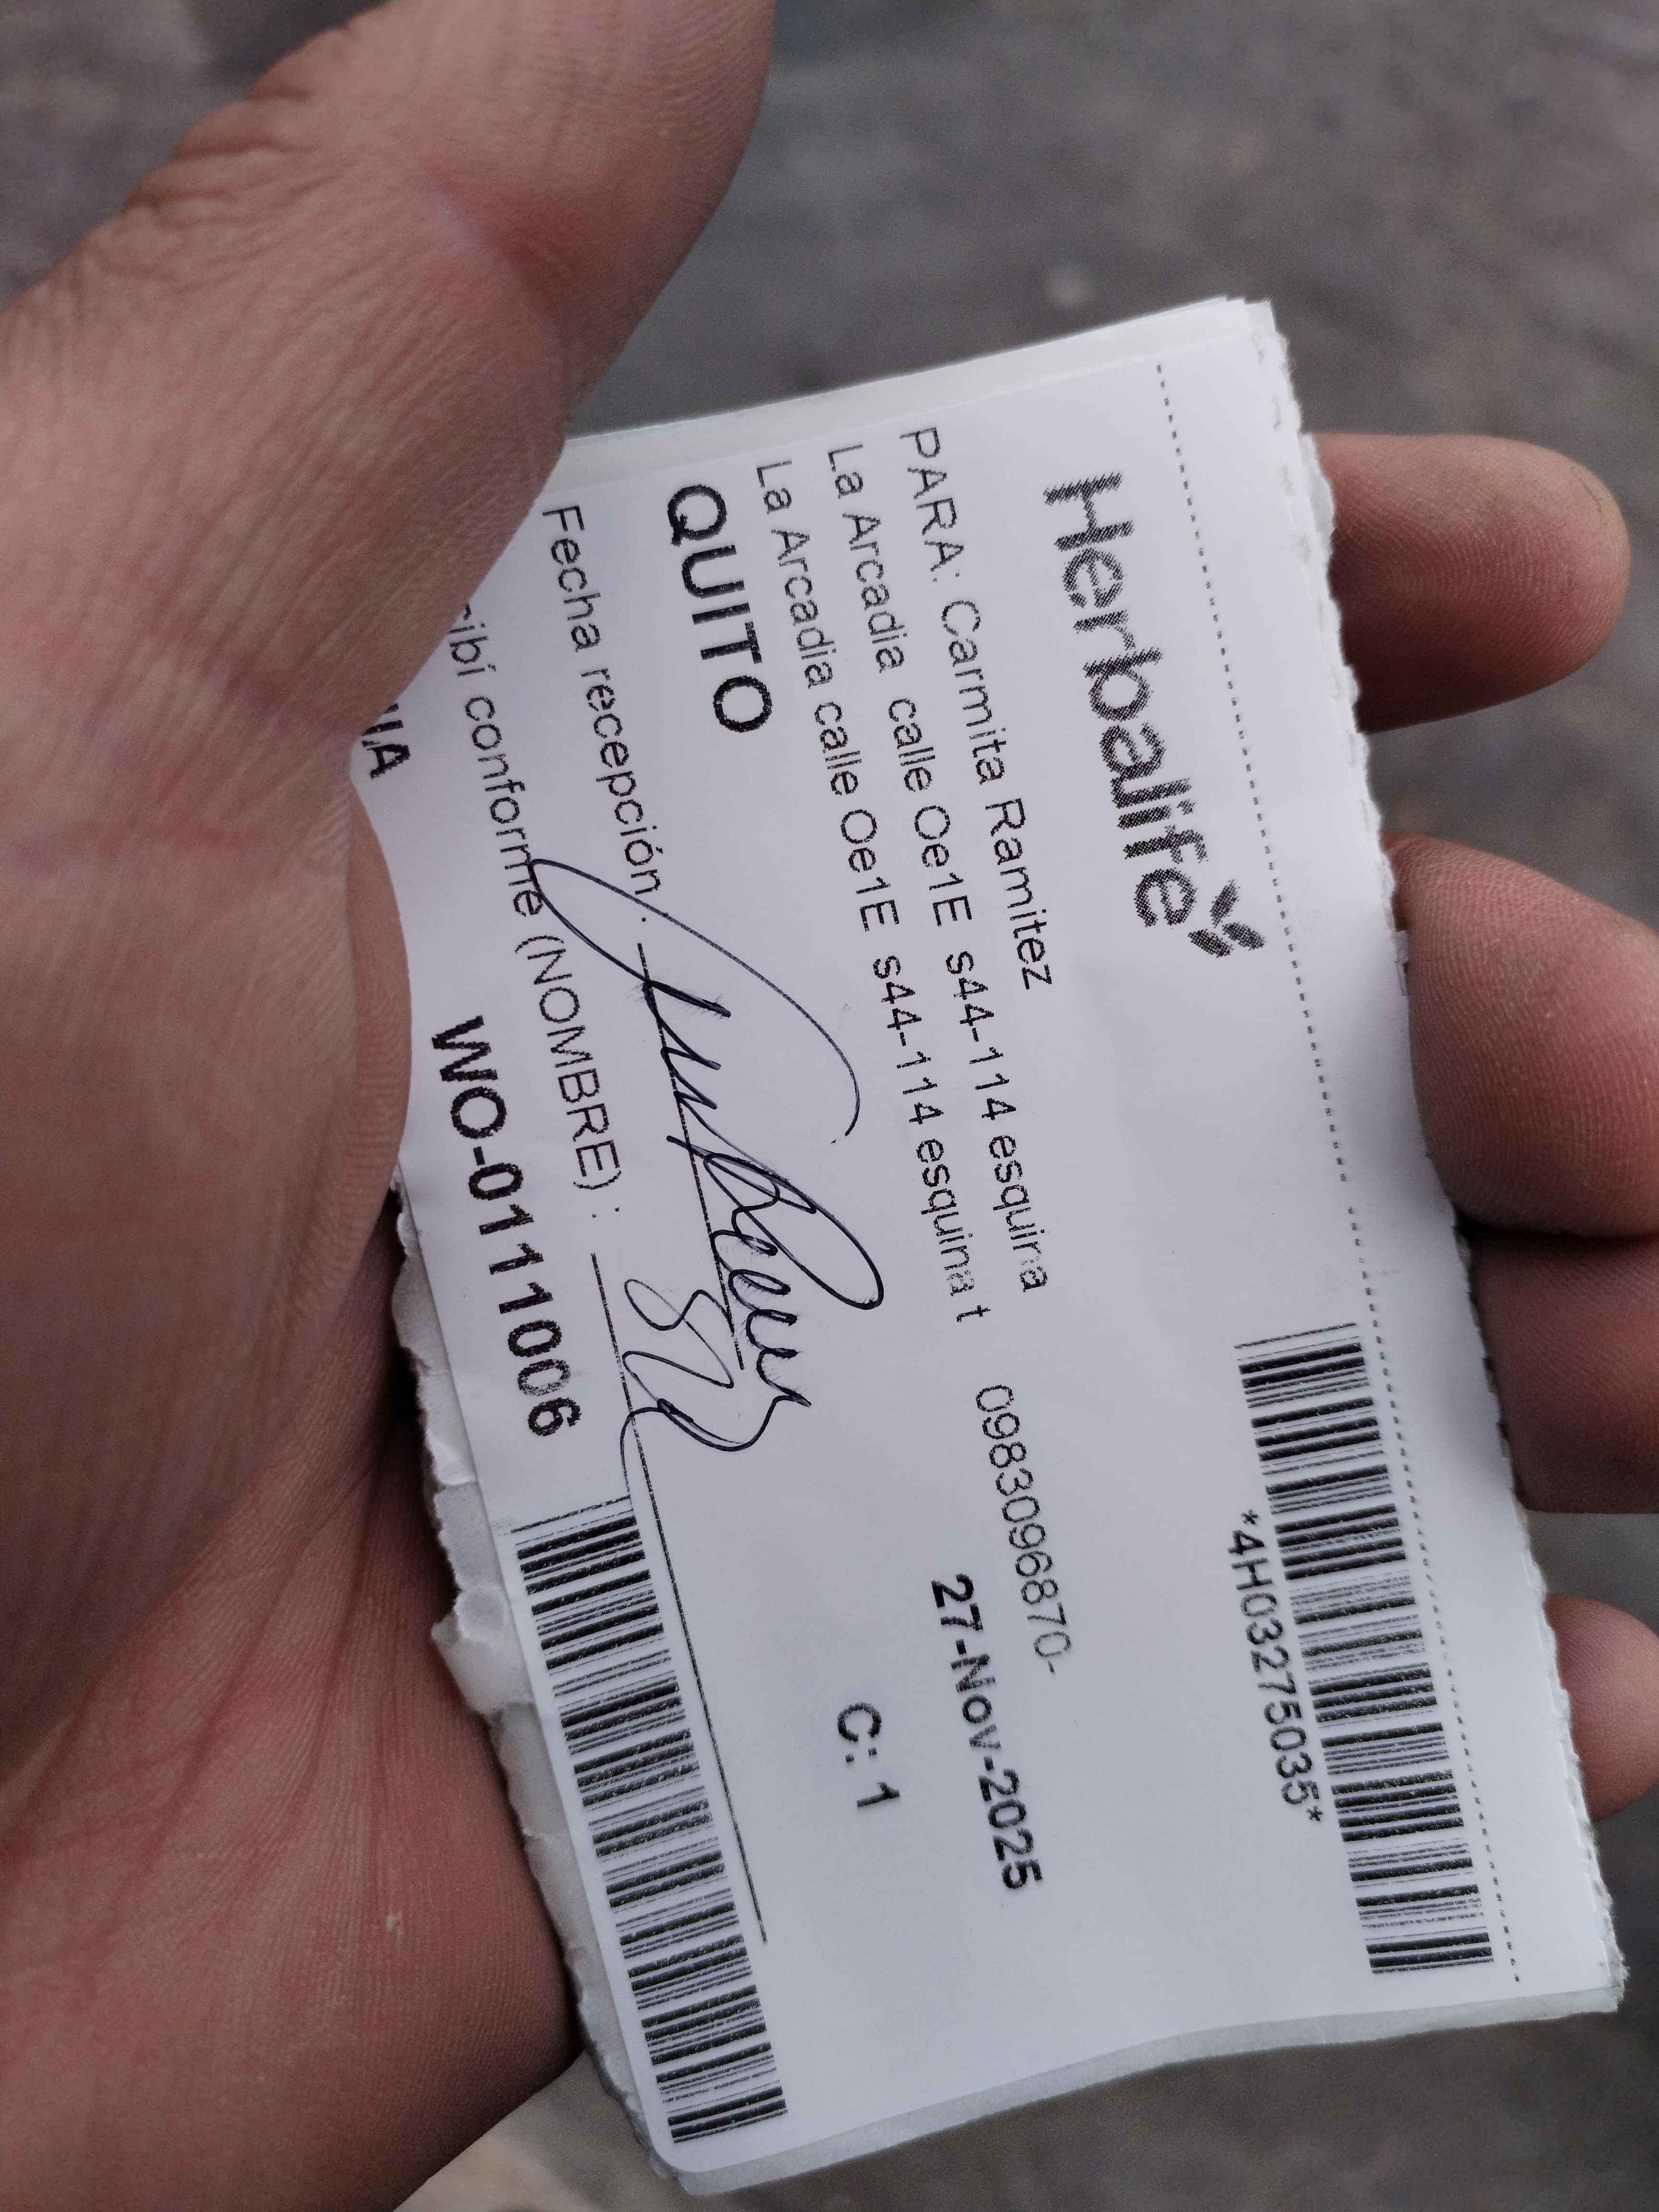 Herbalife
*4H03275035*
PARA: Carmita Ramitez
La Arcadia calle Oe1E s44-114 esquina 0983096870-
La Arcadia calle Oe1E s44-114 esquina t 27-Nov-2025
QUITO C: 1
Fecha recepción :
cibí conforme (NOMBRE) :
WO-0111006